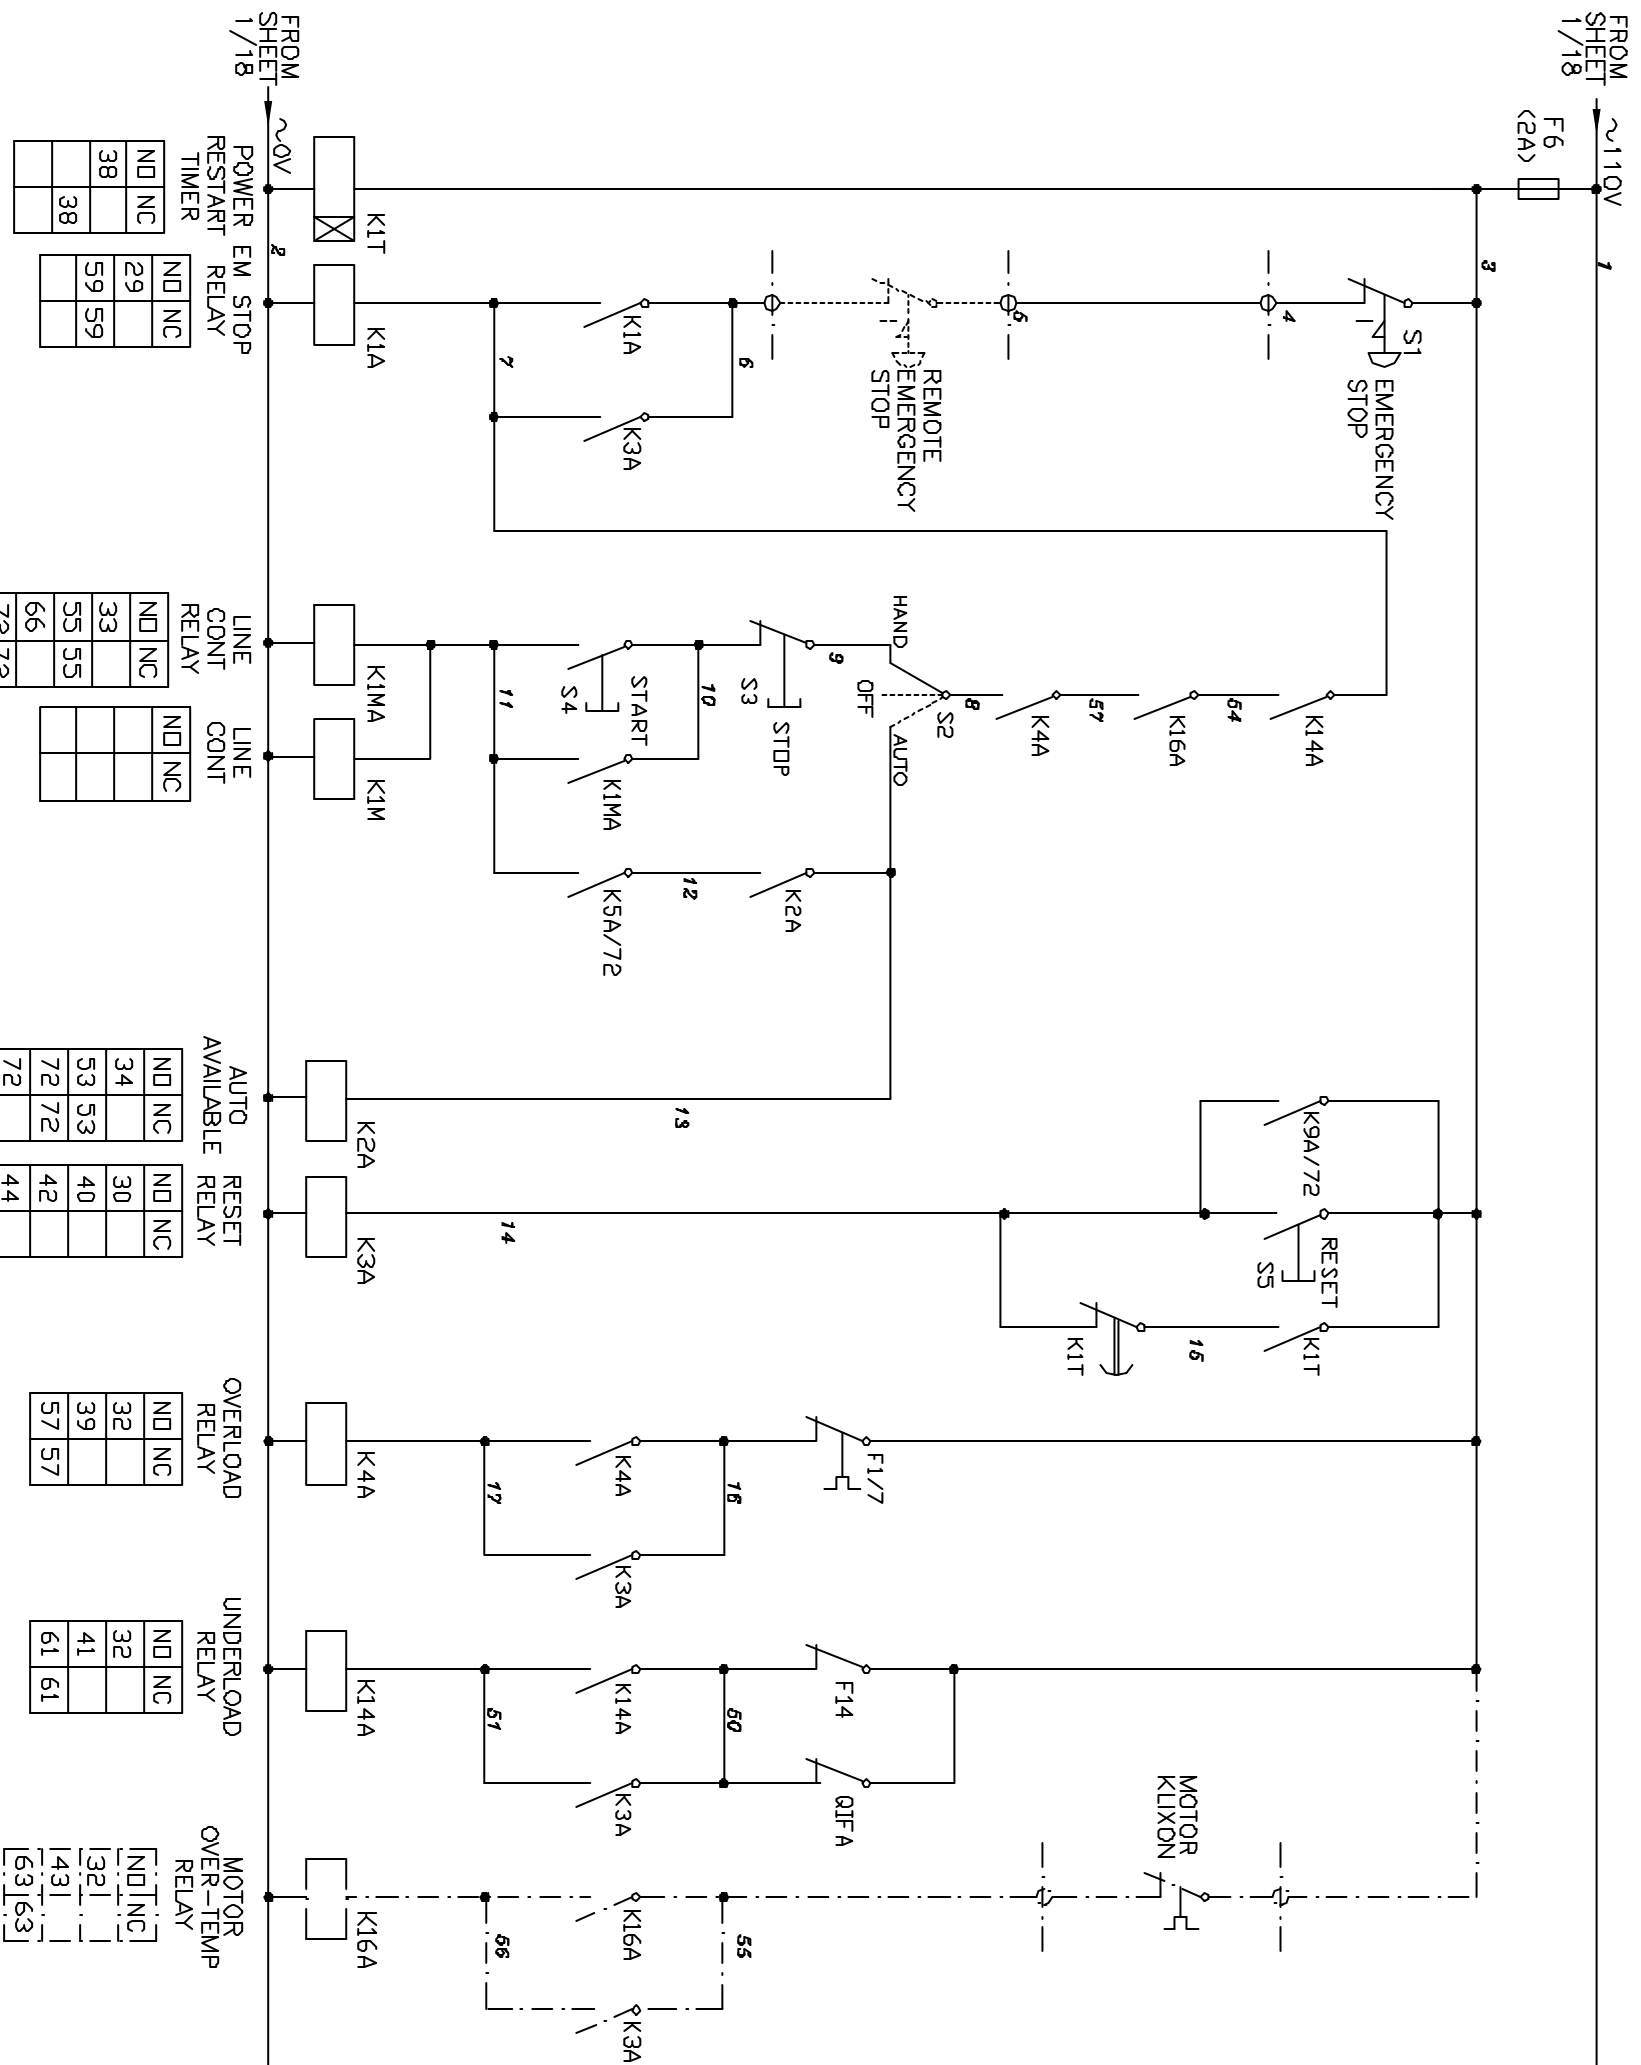 FROM
SHEET
1/18
~110V
F6
(2A)
1
3
S1
EMERGENCY
STOP
4
5
REMOTE
EMERGENCY
STOP
6
K1A
K3A
7
K14A
54
K16A
57
K4A
8
S2
HAND
OFF
AUTO
9
S3
STOP
10
START
S4
K1MA
11
K2A
12
K5A/72
13
K9A/72
RESET
S5
K1T
15
K1T
14
F1/7
16
K4A
K3A
17
F14
QIFA
50
K14A
K3A
51
MOTOR
KLIXON
55
K16A
K3A
56
K1T
K1A
K1MA
K1M
K2A
K3A
K4A
K14A
K16A
FROM
SHEET
1/18
~0V
2
POWER
RESTART
TIMER
NO NC
38
38
EM STOP
RELAY
NO NC
29
59 59
LINE
CONT
RELAY
NO NC
33
55 55
66
72 72
LINE
CONT
NO NC
AUTO
AVAILABLE
NO NC
34
53 53
72 72
72
RESET
RELAY
NO NC
30
40
42
44
OVERLOAD
RELAY
NO NC
32
39
57 57
UNDERLOAD
RELAY
NO NC
32
41
61 61
MOTOR
OVER-TEMP
RELAY
NO NC
32
43
63 63